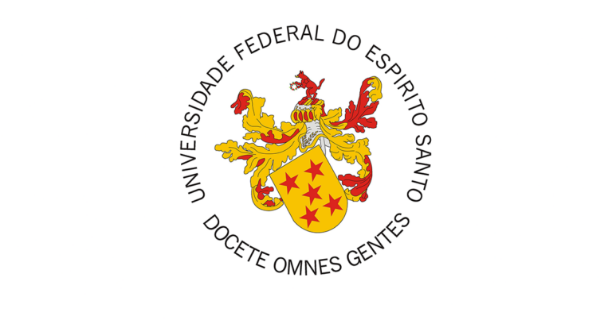 UNIVERSIDADE FEDERAL DO ESPIRITO SANTO
DOCETE OMNES GENTES